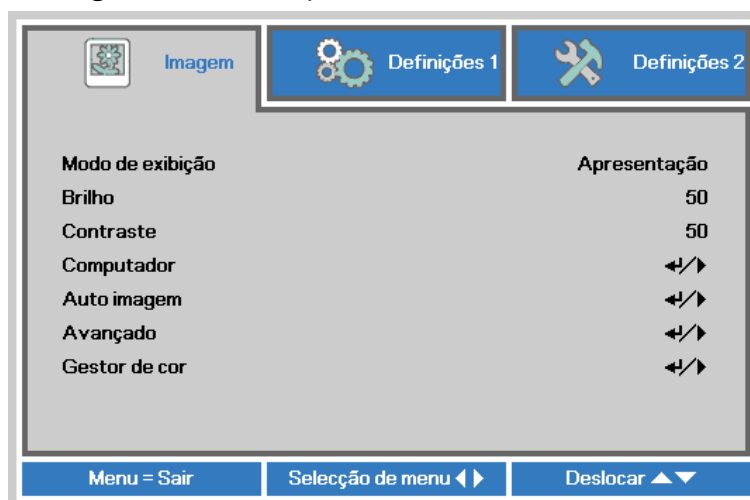 Imagem
Definições 1
Definições 2
Modo de exibição Apresentação
Brilho 50
Contraste 50
Computador ↵/▶
Auto imagem ↵/▶
Avançado ↵/▶
Gestor de cor ↵/▶
Menu = Sair
Selecção de menu ◀▶
Deslocar ▲▼